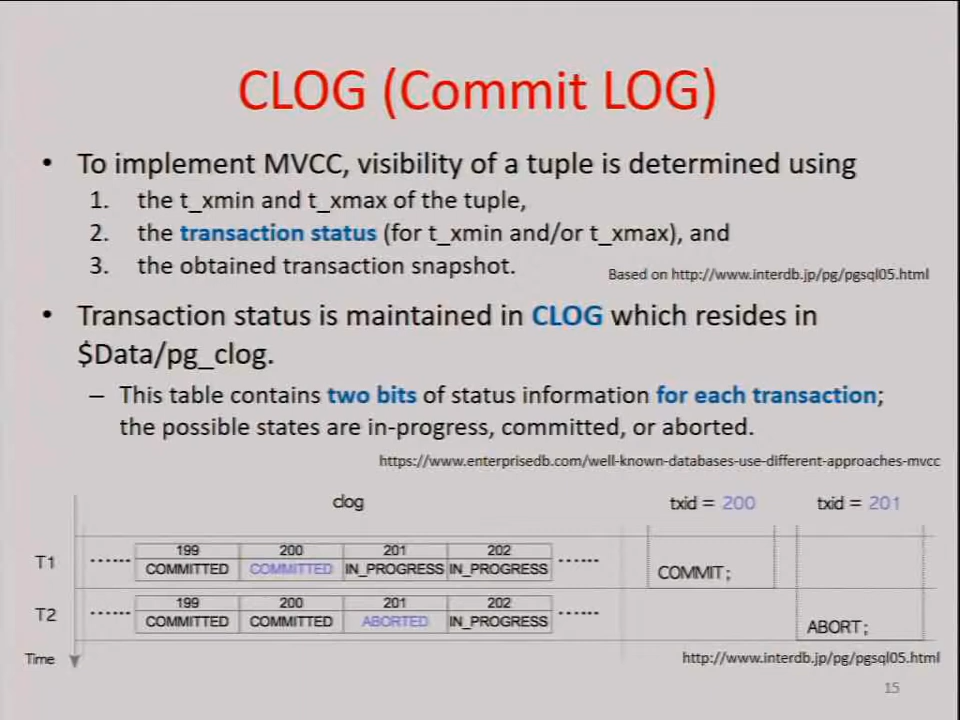 CLOG (Commit LOG)
• To implement MVCC, visibility of a tuple is determined using
1. the t_xmin and t_xmax of the tuple,
2. the transaction status (for t_xmin and/or t_xmax), and
3. the obtained transaction snapshot.
Based on http://www.interdb.jp/pg/pgsql05.html
• Transaction status is maintained in CLOG which resides in
$Data/pg_clog.
– This table contains two bits of status information for each transaction;
the possible states are in-progress, committed, or aborted.
https://www.enterprisedb.com/well-known-databases-use-different-approaches-mvcc
clog txid = 200 txid = 201
199 200 201 202
T1 ...... COMMITTED COMMITTED IN_PROGRESS IN_PROGRESS ...... COMMIT;
199 200 201 202
T2 ...... COMMITTED COMMITTED ABORTED IN_PROGRESS ...... ABORT;
Time http://www.interdb.jp/pg/pgsql05.html
15